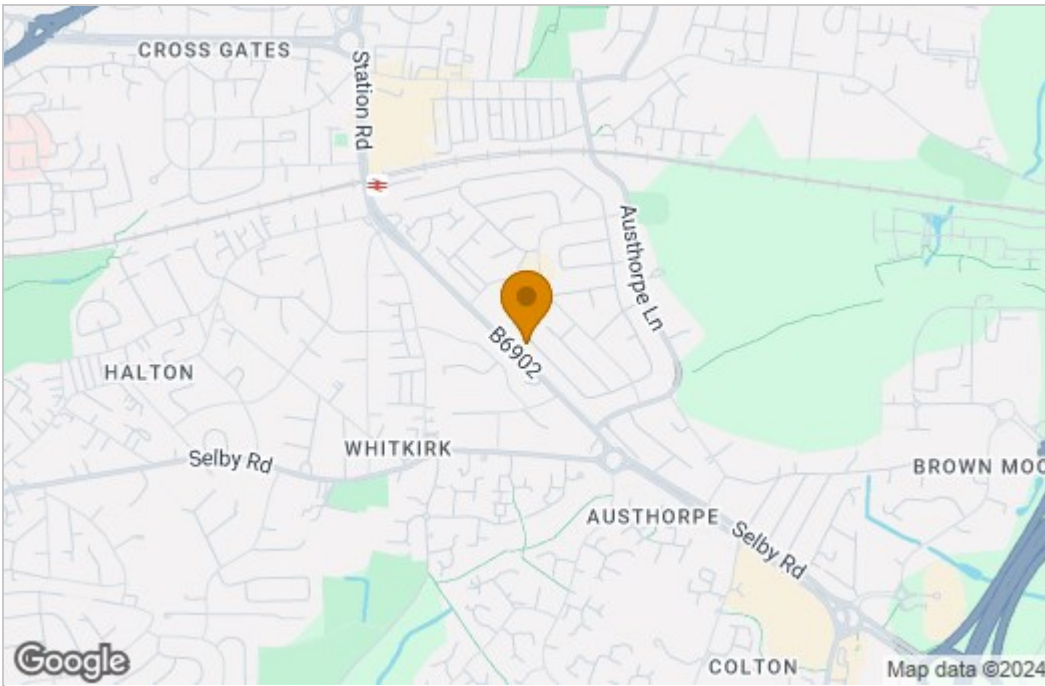 CROSS GATES
Station Rd
Austhorpe Ln
B6902
HALTON
WHITKIRK
Selby Rd
BROWN MOO
AUSTHORPE
Selby Rd
COLTON
Google
Map data ©2024